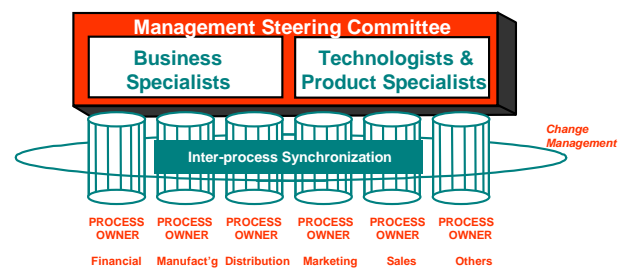 Management Steering Committee
Business
Specialists
Technologists &
Product Specialists
Change
Management
Inter-process Synchronization
PROCESS
OWNER
PROCESS
OWNER
PROCESS
OWNER
PROCESS
OWNER
PROCESS
OWNER
PROCESS
OWNER
Financial
Manufact'g
Distribution
Marketing
Sales
Others